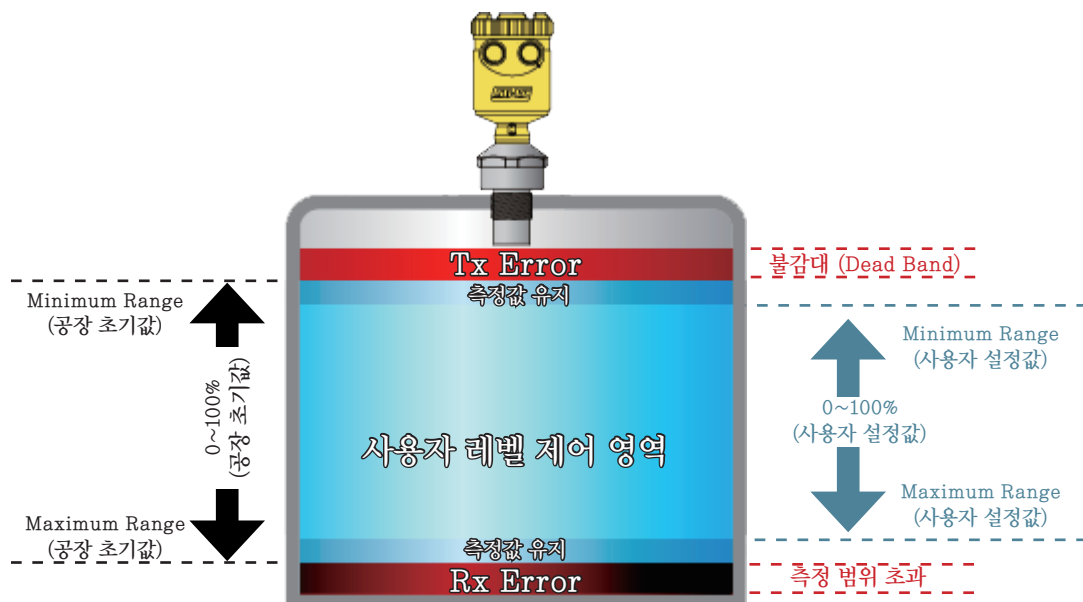 Tx Error
불감대 (Dead Band)
측정값 유지
Minimum Range
(공장 초기값)
Minimum Range
(사용자 설정값)
0~100%
(공장 초기값)
0~100%
(사용자 설정값)
사용자 레벨 제어 영역
Maximum Range
(공장 초기값)
Maximum Range
(사용자 설정값)
측정값 유지
Rx Error
측정 범위 초과